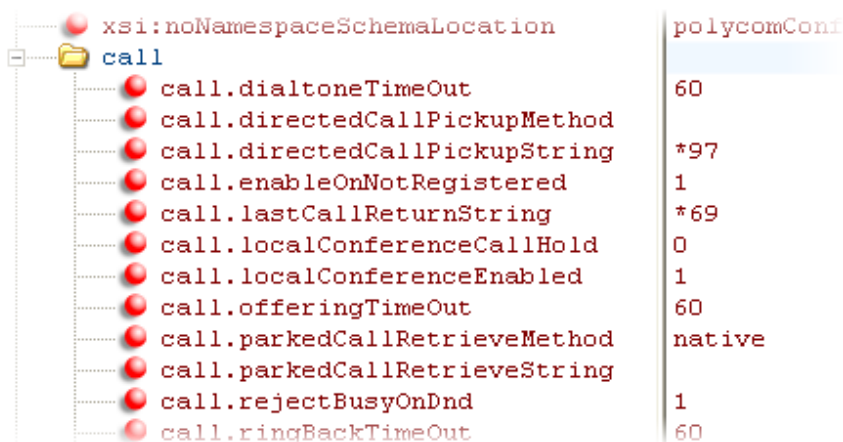 xsi:noNamespaceSchemaLocation polycomConf
call
call.dialtoneTimeOut 60
call.directedCallPickupMethod
call.directedCallPickupString *97
call.enableOnNotRegistered 1
call.lastCallReturnString *69
call.localConferenceCallHold 0
call.localConferenceEnabled 1
call.offeringTimeOut 60
call.parkedCallRetrieveMethod native
call.parkedCallRetrieveString
call.rejectBusyOnDnd 1
call.ringBackTimeOut 60